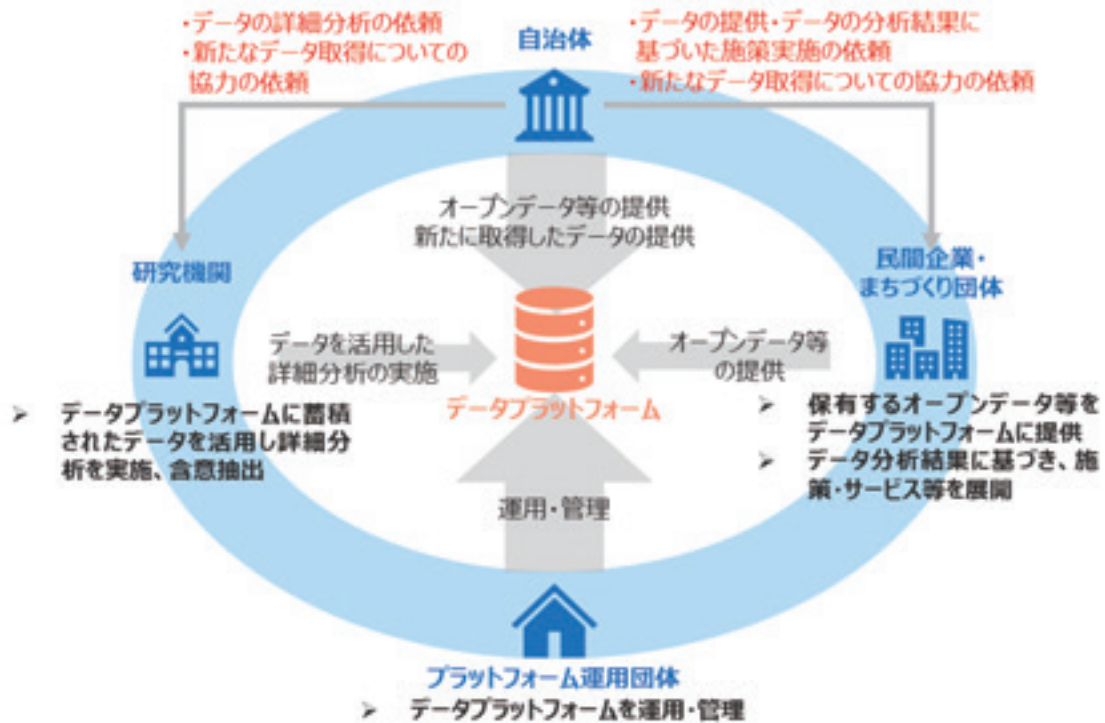 ・データの詳細分析の依頼
・新たなデータ取得についての
協力の依頼
自治体
・データの提供・データの分析結果に
基づいた施策実施の依頼
・新たなデータ取得についての協力の依頼
オープンデータ等の提供
新たに取得したデータの提供
研究機関
民間企業・
まちづくり団体
データを活用した
詳細分析の実施
オープンデータ等
の提供
データプラットフォーム
➢ データプラットフォームに蓄積
されたデータを活用し詳細分
析を実施、含意抽出
➢ 保有するオープンデータ等を
データプラットフォームに提供
➢ データ分析結果に基づき、施
策・サービス等を展開
運用・管理
プラットフォーム運用団体
➢ データプラットフォームを運用・管理